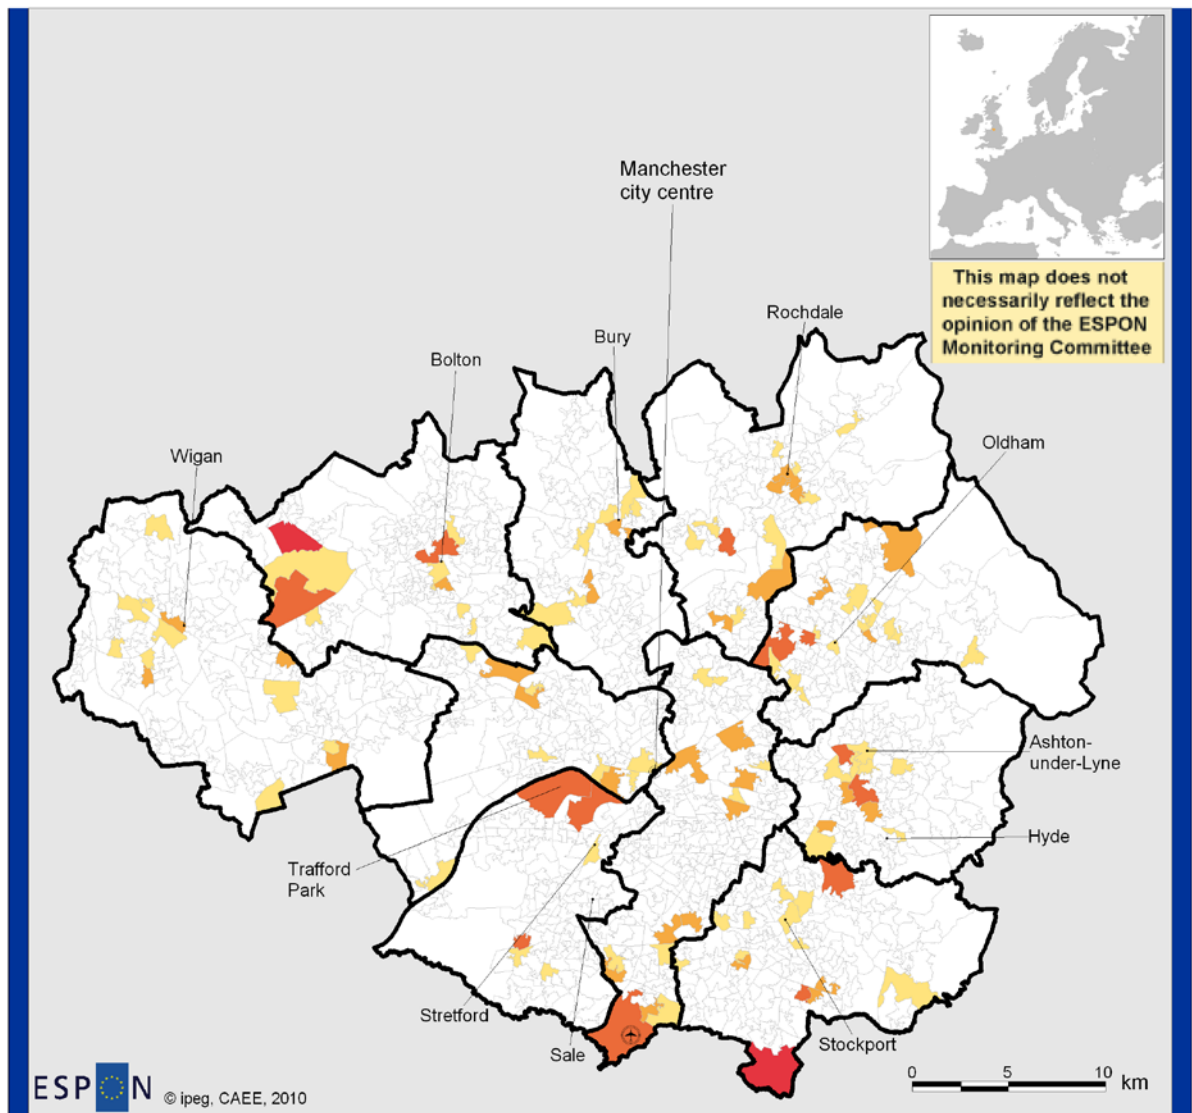 Manchester
city centre
This map does not
necessarily reflect the
opinion of the ESPON
Monitoring Committee
Rochdale
Bury
Bolton
Oldham
Wigan
Ashton-
under-Lyne
Hyde
Trafford
Park
Stretford
Sale
Stockport
0 5 10 km
ESPON © ipeg, CAEE, 2010